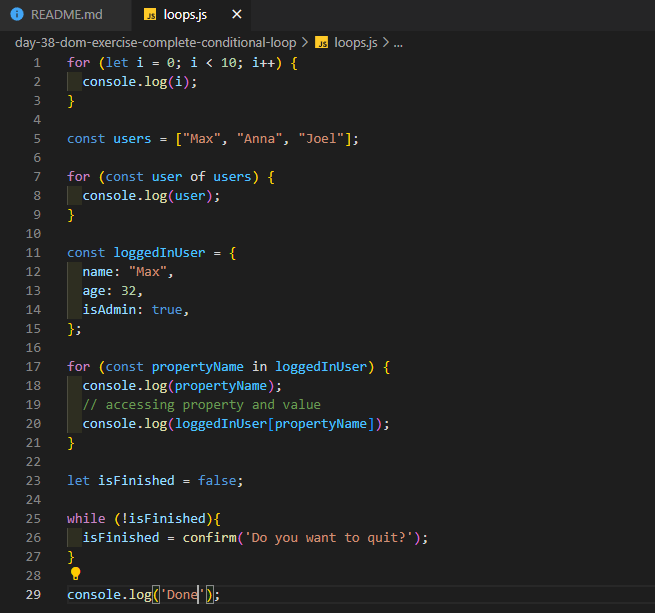 README.md JS loops.js ×
day-38-dom-exercise-complete-conditional-loop > JS loops.js > ...
1 for (let i = 0; i < 10; i++) {
2   console.log(i);
3 }
4
5 const users = ["Max", "Anna", "Joel"];
6
7 for (const user of users) {
8   console.log(user);
9 }
10
11 const loggedInUser = {
12   name: "Max",
13   age: 32,
14   isAdmin: true,
15 };
16
17 for (const propertyName in loggedInUser) {
18   console.log(propertyName);
19   // accessing property and value
20   console.log(loggedInUser[propertyName]);
21 }
22
23 let isFinished = false;
24
25 while (!isFinished){
26   isFinished = confirm('Do you want to quit?');
27 }
28
29 console.log('Done');